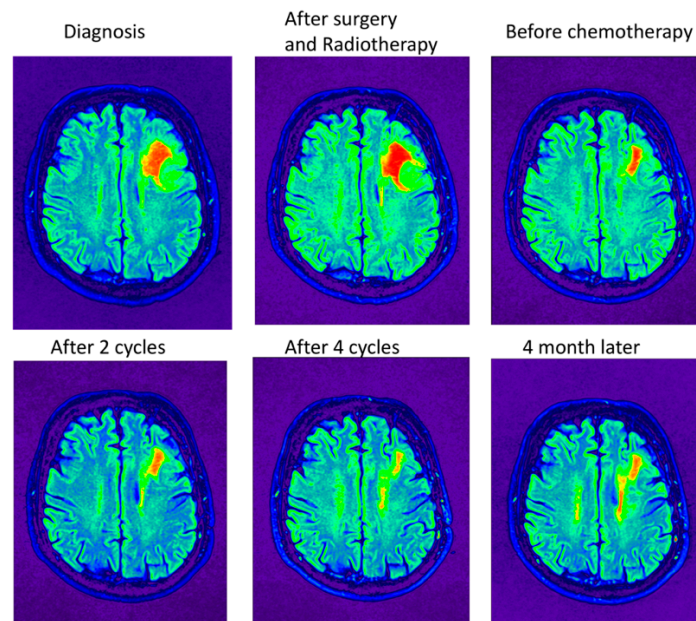 Diagnosis
After surgery
and Radiotherapy
Before chemotherapy
After 2 cycles
After 4 cycles
4 month later